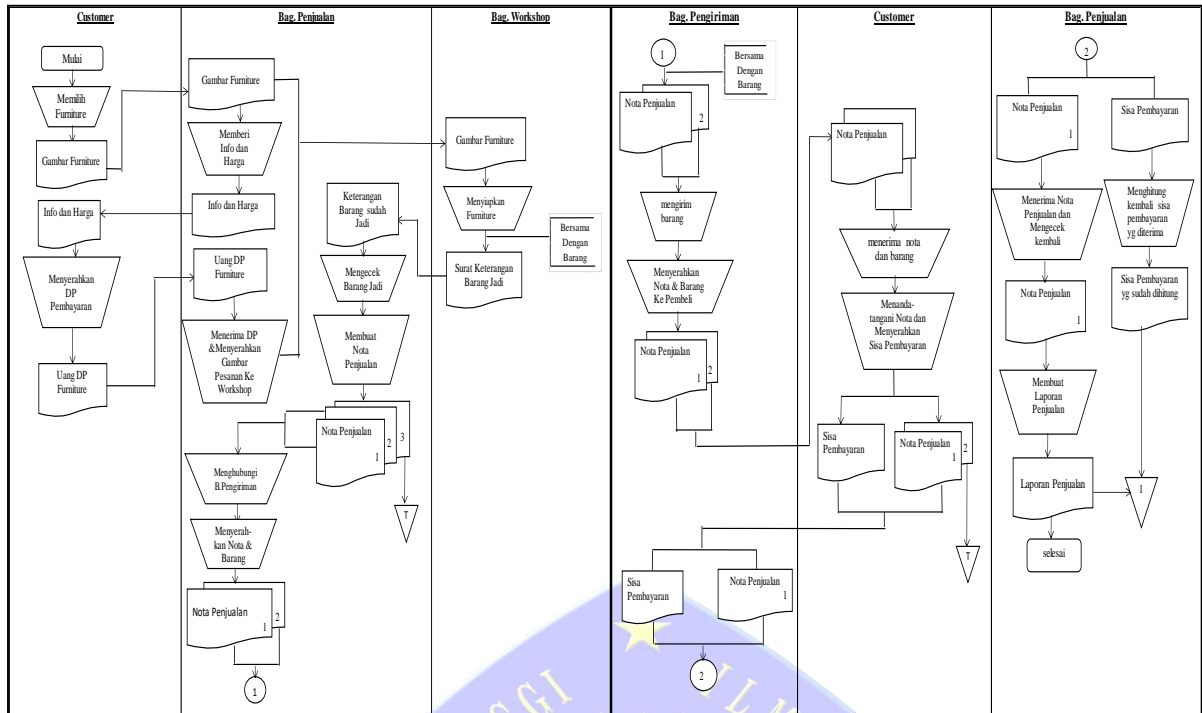 Customer
Mulai
Memilih
Furniture
Gambar Furniture
Info dan Harga
Menyerahkan
DP
Pembayaran
Uang DP
Furniture
Bag. Penjualan
Gambar Furniture
Memberi
Info dan
Harga
Info dan Harga
Uang DP
Furniture
Menerima DP
&Menyerahkan
Gambar
Pesanan Ke
Workshop
Keterangan
Barang sudah
Jadi
Mengecek
Barang Jadi
Membuat
Nota
Penjualan
Nota Penjualan
1
2
3
T
Menghubungi
B.Pengiriman
Menyerah-
kan Nota &
Barang
Nota Penjualan
1
2
1
Bag. Workshop
Gambar Furniture
Menyiapkan
Furniture
Bersama
Dengan
Barang
Surat Keterangan
Barang Jadi
Bag. Pengiriman
1
Bersama
Dengan
Barang
Nota Penjualan
2
mengirim
barang
Menyerahkan
Nota & Barang
Ke Pembeli
Nota Penjualan
1
2
Sisa
Pembayaran
Nota Penjualan
1
2
Customer
Nota Penjualan
menerima nota
dan barang
Menanda-
tangani Nota dan
Menyerahkan
Sisa Pembayaran
Sisa
Pembayaran
Nota Penjualan
1
2
T
Bag. Penjualan
2
Nota Penjualan
1
Menerima Nota
Penjualan dan
Mengecek
kembali
Nota Penjualan
1
Membuat
Laporan
Penjualan
Laporan Penjualan
selesai
Sisa Pembayaran
Menghitung
kembali sisa
pembayaran
yg diterima
Sisa Pembayaran
yg sudah dihitung
1
GGI
ILM